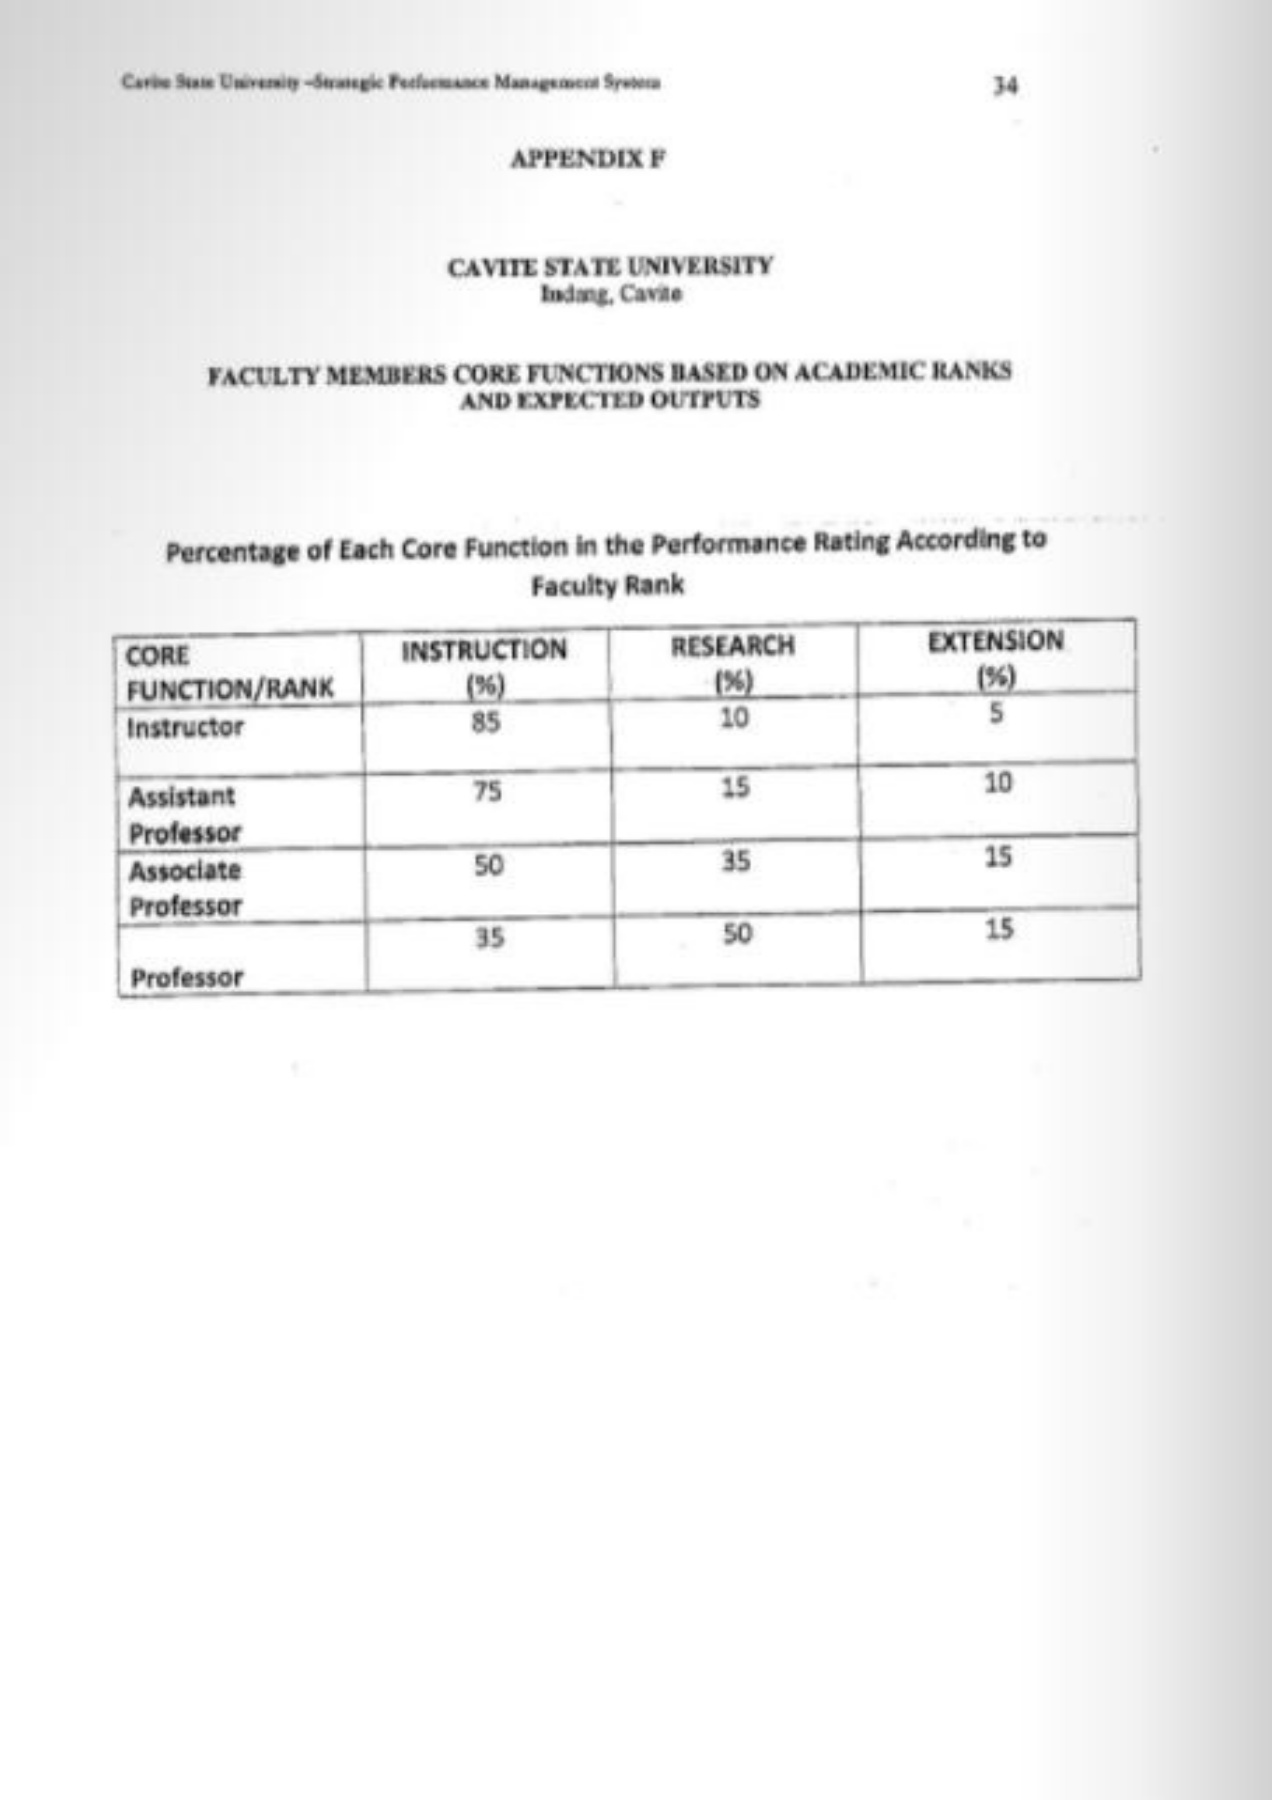 Cavite State University –Strategic Performance Management System 34
APPENDIX F
CAVITE STATE UNIVERSITY
Indang, Cavite
FACULTY MEMBERS CORE FUNCTIONS BASED ON ACADEMIC RANKS
AND EXPECTED OUTPUTS
Percentage of Each Core Function in the Performance Rating According to
Faculty Rank
CORE FUNCTION/RANK INSTRUCTION (%) RESEARCH (%) EXTENSION (%)
Instructor 85 10 5
Assistant Professor 75 15 10
Associate Professor 50 35 15
Professor 35 50 15